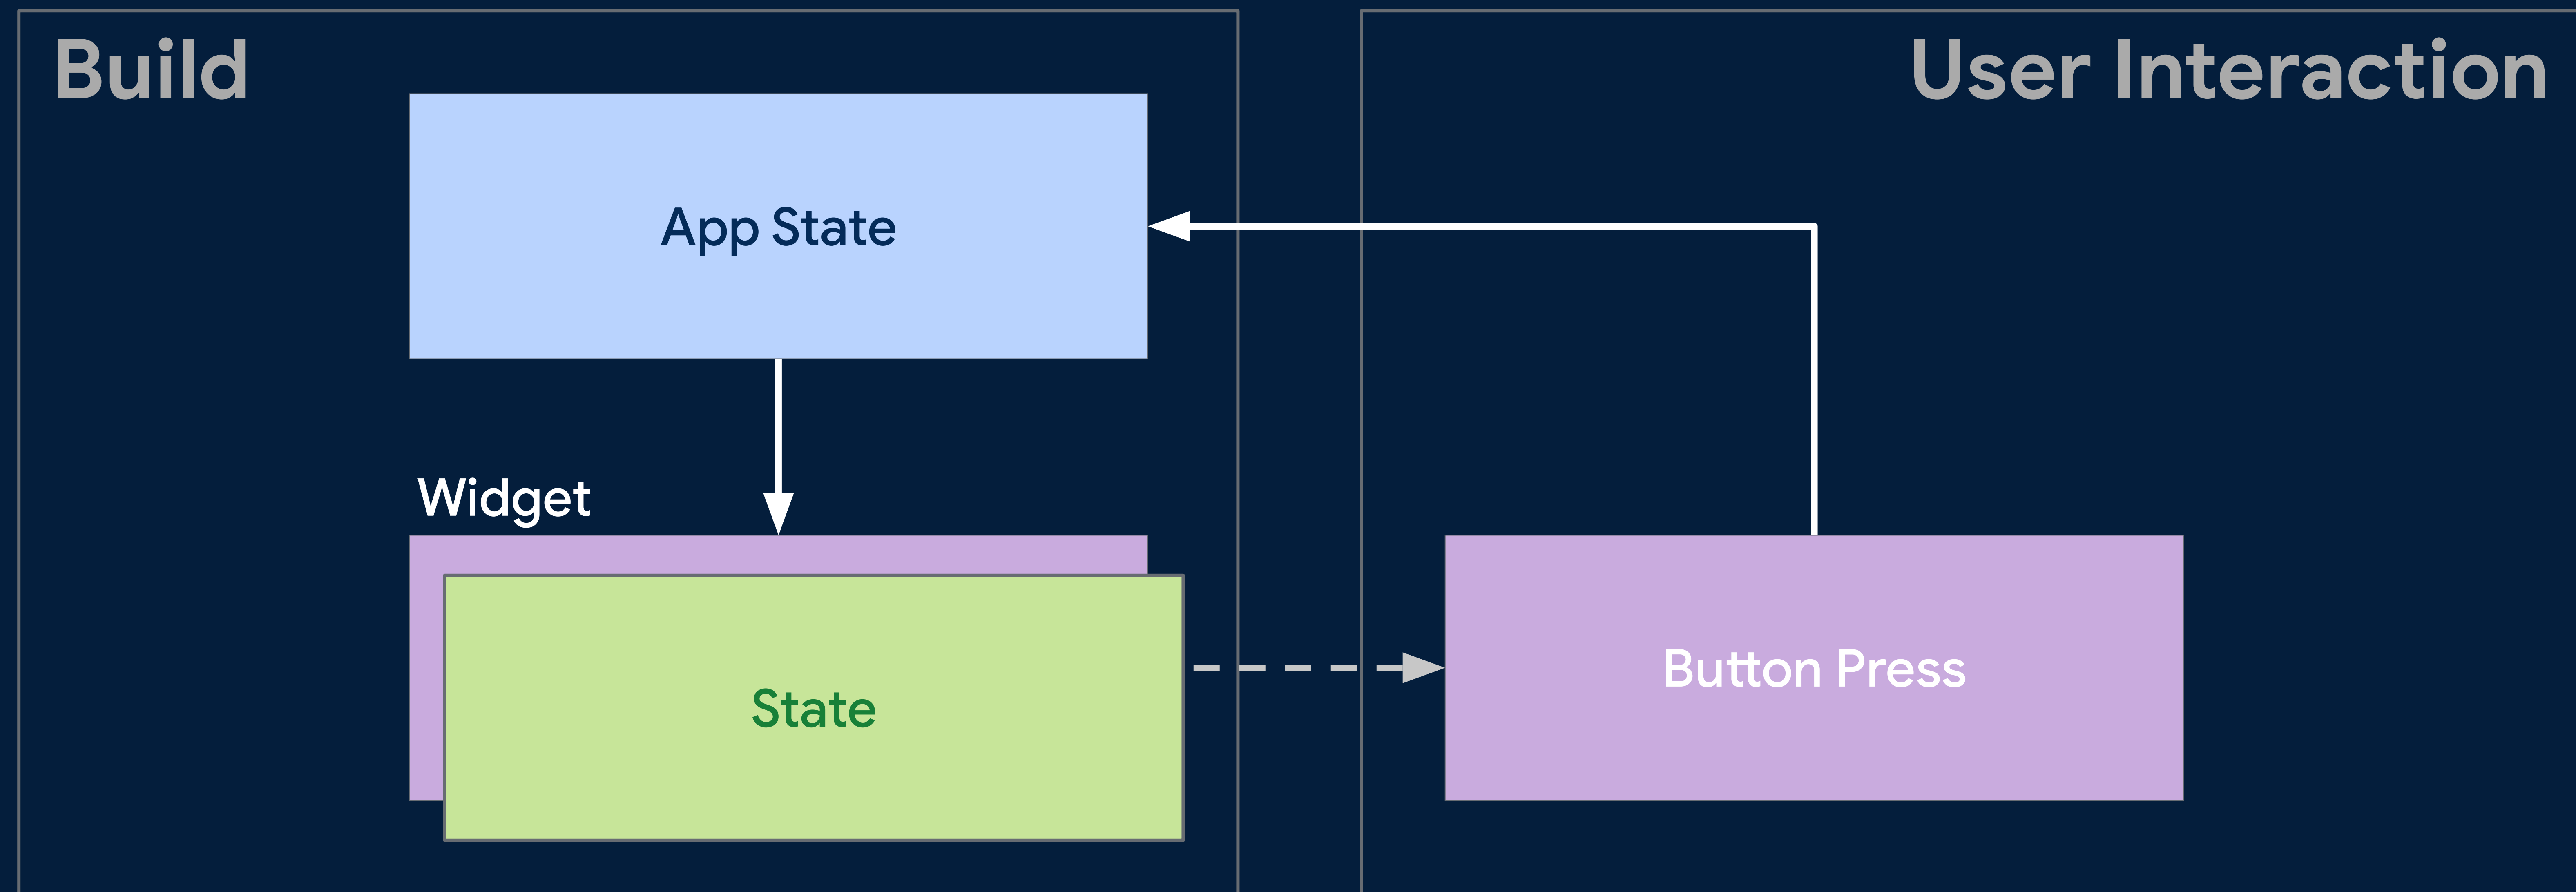 Build
User Interaction
App State
Widget
State
Button Press